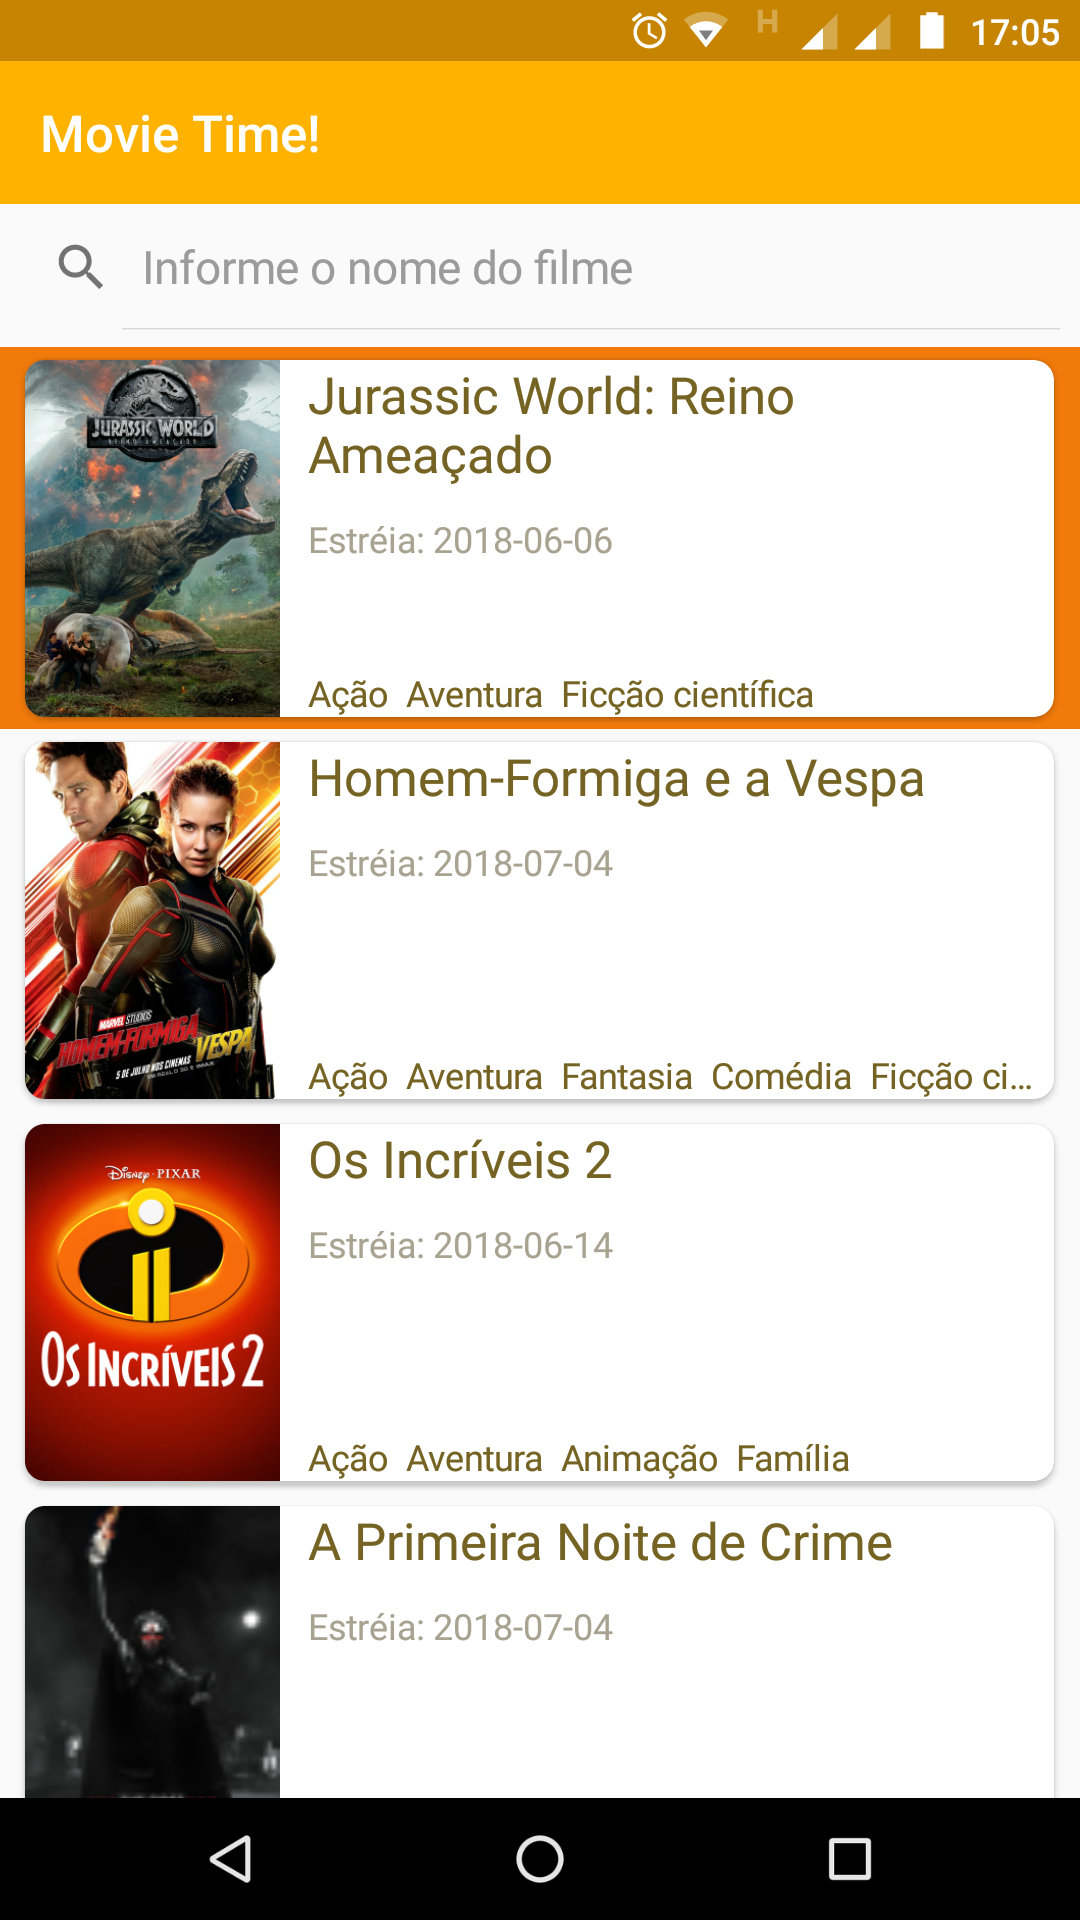 H
17:05
Movie Time!
Informe o nome do filme
JURASSIC WORLD
REINO AMEAÇADO
Jurassic World: Reino
Ameaçado
Estréia: 2018-06-06
Ação Aventura Ficção científica
MARVEL STUDIOS
HOMEM-FORMIGA
VESPA
5 DE JULHO NOS CINEMAS
Homem-Formiga e a Vespa
Estréia: 2018-07-04
Ação Aventura Fantasia Comédia Ficção ci...
Disney·PIXAR
OS INCRÍVEIS 2
Os Incríveis 2
Estréia: 2018-06-14
Ação Aventura Animação Família
A Primeira Noite de Crime
Estréia: 2018-07-04